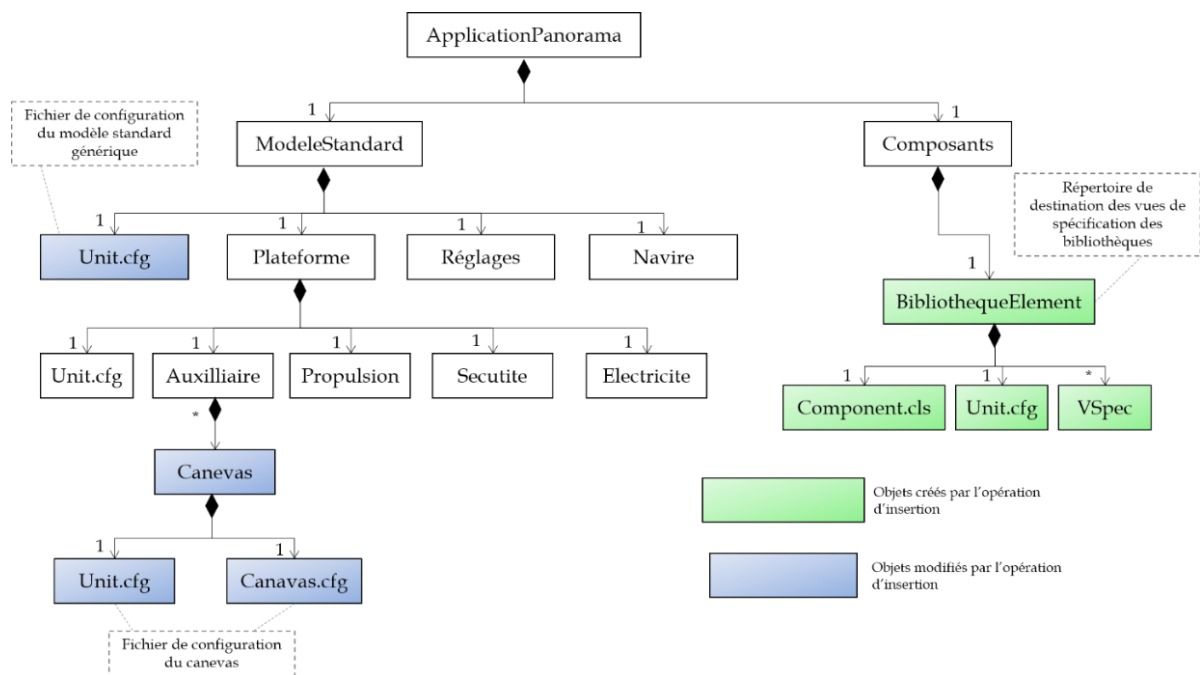 ApplicationPanorama
1
1
Fichier de configuration
du modèle standard
générique
ModeleStandard
Composants
Répertoire de
destination des vues de
spécification des
bibliothèques
1
1
1
1
Unit.cfg
Plateforme
Réglages
Navire
1
BibliothequeElement
1
1
1
1
1
Unit.cfg
Auxilliaire
Propulsion
Secutite
Electricite
1
1
*
Component.cls
Unit.cfg
VSpec
*
Canevas
Objets créés par l’opération
d’insertion
1
1
Unit.cfg
Canavas.cfg
Objets modifiés par l’opération
d’insertion
Fichier de configuration
du canevas